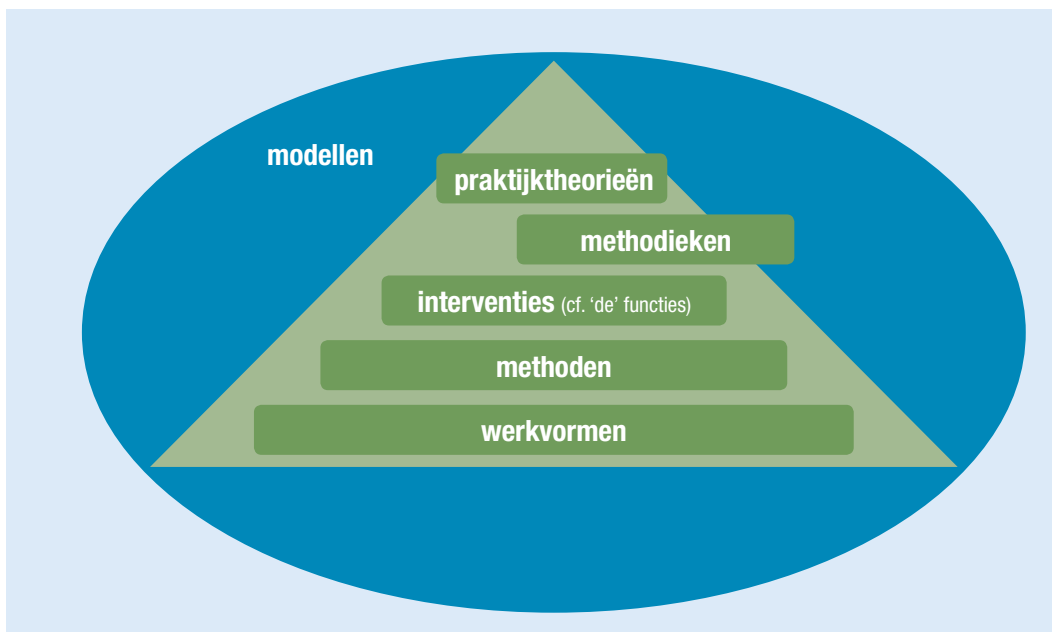 modellen
praktijktheorieën
methodieken
interventies (cf. ‘de’ functies)
methoden
werkvormen